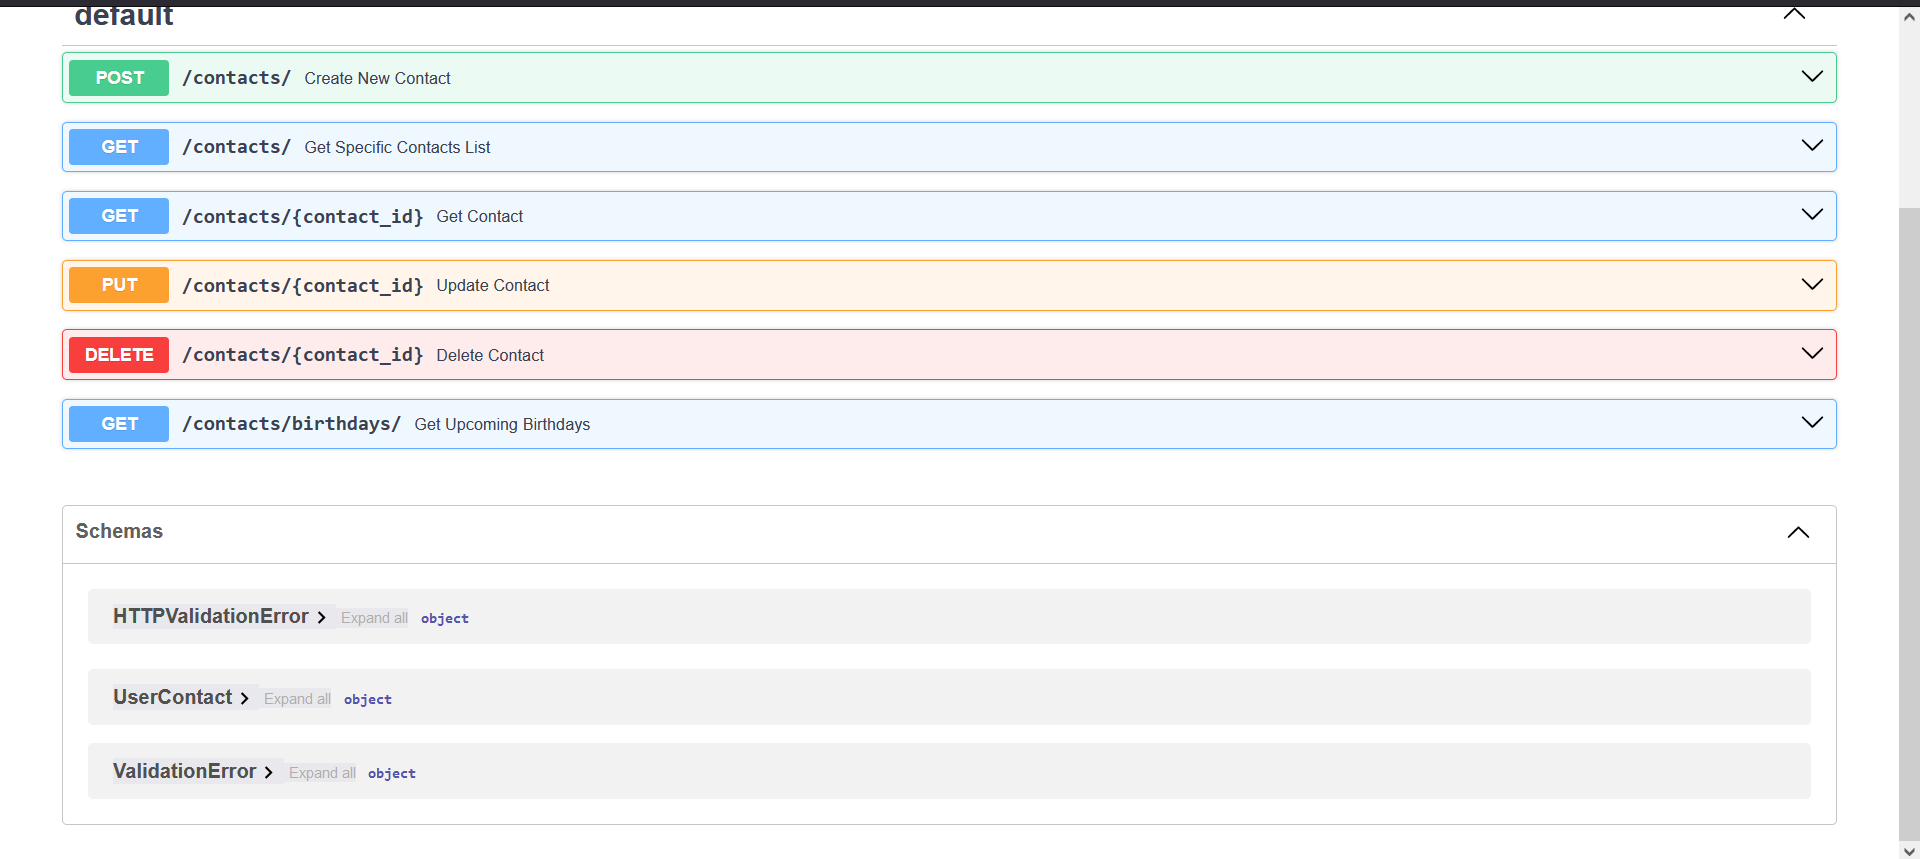 default
POST /contacts/ Create New Contact
GET /contacts/ Get Specific Contacts List
GET /contacts/{contact_id} Get Contact
PUT /contacts/{contact_id} Update Contact
DELETE /contacts/{contact_id} Delete Contact
GET /contacts/birthdays/ Get Upcoming Birthdays
Schemas
HTTPValidationError Expand all object
UserContact Expand all object
ValidationError Expand all object